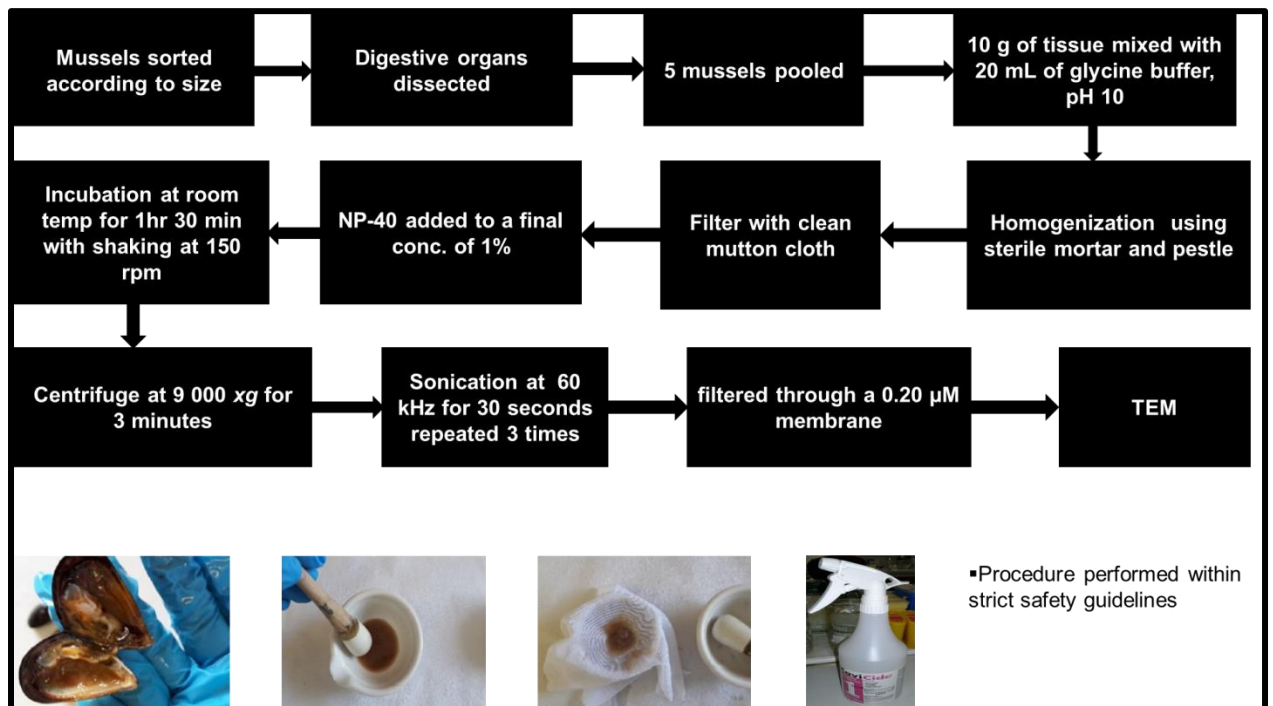 Mussels sorted
according to size
Digestive organs
dissected
5 mussels pooled
10 g of tissue mixed with
20 mL of glycine buffer,
pH 10
Homogenization using
sterile mortar and pestle
Filter with clean
mutton cloth
NP-40 added to a final
conc. of 1%
Incubation at room
temp for 1hr 30 min
with shaking at 150
rpm
Centrifuge at 9 000 xg for
3 minutes
Sonication at 60
kHz for 30 seconds
repeated 3 times
filtered through a 0.20 µM
membrane
TEM
▪Procedure performed within
strict safety guidelines